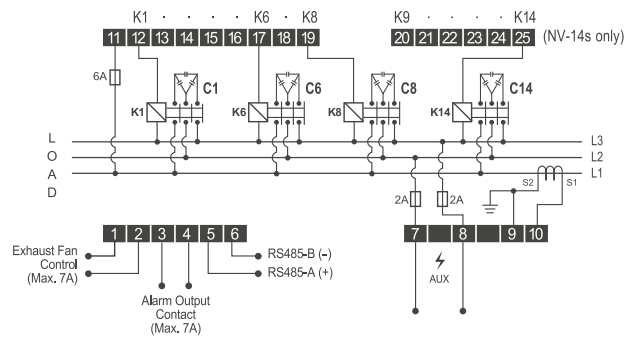 K1 · · · · K6 · K8 K9 · · · · K14
11 12 13 14 15 16 17 18 19 20 21 22 23 24 25 (NV-14s only)
6A
C1 C6 C8 C14
K1 K6 K8 K14
L L3
O L2
A L1
D
S2 S1
2A 2A
1 2 3 4 5 6 7 8 9 10
Exhaust Fan
Control
(Max. 7A)
RS485-B (-)
RS485-A (+)
Alarm Output
Contact
(Max. 7A)
AUX